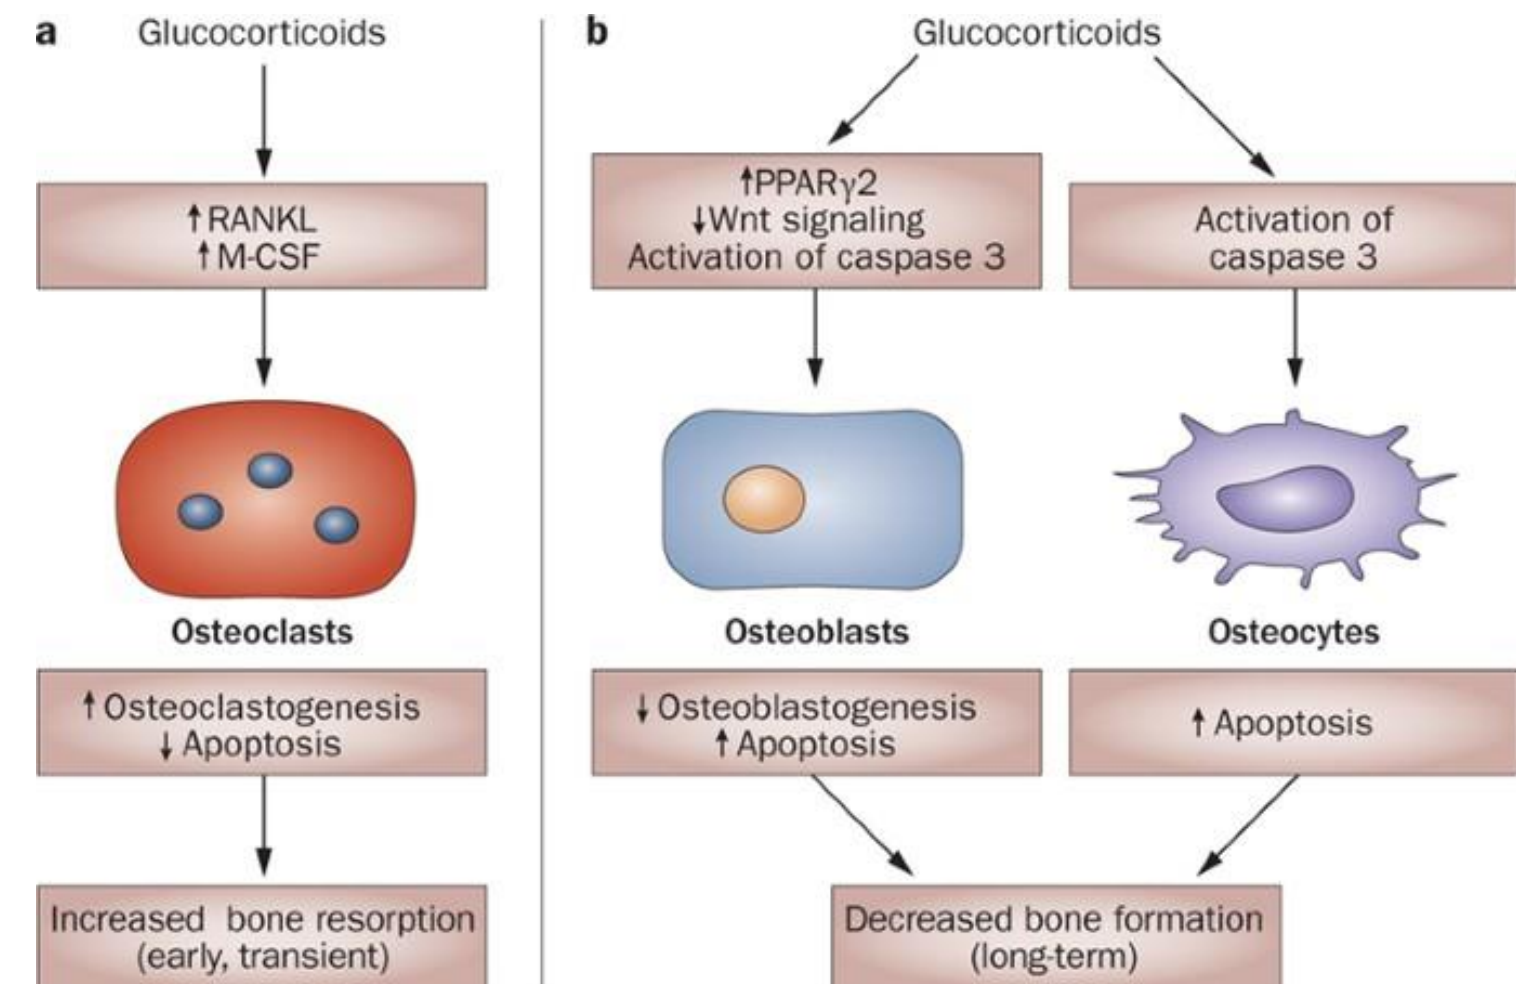 a
Glucocorticoids
↑RANKL
↑M-CSF
Osteoclasts
↑Osteoclastogenesis
↓Apoptosis
Increased bone resorption
(early, transient)
b
Glucocorticoids
↑PPARγ2
↓Wnt signaling
Activation of caspase 3
Osteoblasts
↓Osteoblastogenesis
↑Apoptosis
Activation of
caspase 3
Osteocytes
↑Apoptosis
Decreased bone formation
(long-term)